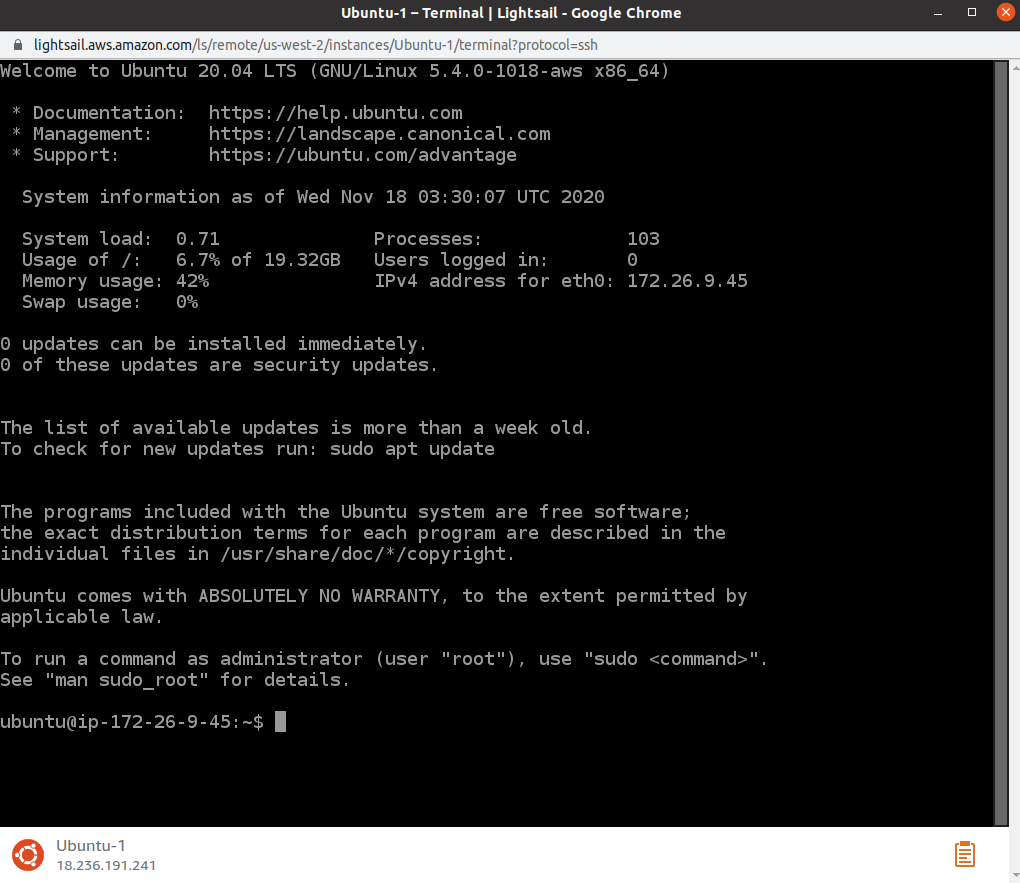 Ubuntu-1 – Terminal | Lightsail - Google Chrome
lightsail.aws.amazon.com/ls/remote/us-west-2/instances/Ubuntu-1/terminal?protocol=ssh
Welcome to Ubuntu 20.04 LTS (GNU/Linux 5.4.0-1018-aws x86_64)
* Documentation:  https://help.ubuntu.com
* Management:     https://landscape.canonical.com
* Support:        https://ubuntu.com/advantage
System information as of Wed Nov 18 03:30:07 UTC 2020
System load:  0.71              Processes:             103
Usage of /:   6.7% of 19.32GB   Users logged in:       0
Memory usage: 42%               IPv4 address for eth0: 172.26.9.45
Swap usage:   0%
0 updates can be installed immediately.
0 of these updates are security updates.
The list of available updates is more than a week old.
To check for new updates run: sudo apt update
The programs included with the Ubuntu system are free software;
the exact distribution terms for each program are described in the
individual files in /usr/share/doc/*/copyright.
Ubuntu comes with ABSOLUTELY NO WARRANTY, to the extent permitted by
applicable law.
To run a command as administrator (user "root"), use "sudo <command>".
See "man sudo_root" for details.
ubuntu@ip-172-26-9-45:~$
Ubuntu-1
18.236.191.241